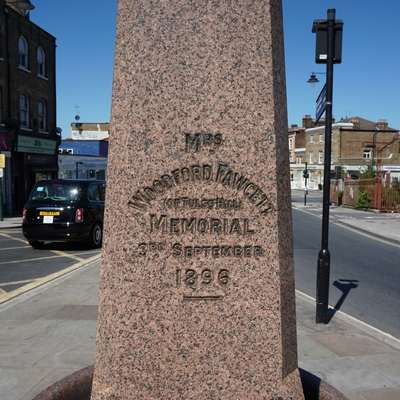 MRS
WOODFORD FAWCETT
(OF TULSE HILL)
MEMORIAL
3RD SEPTEMBER
1896